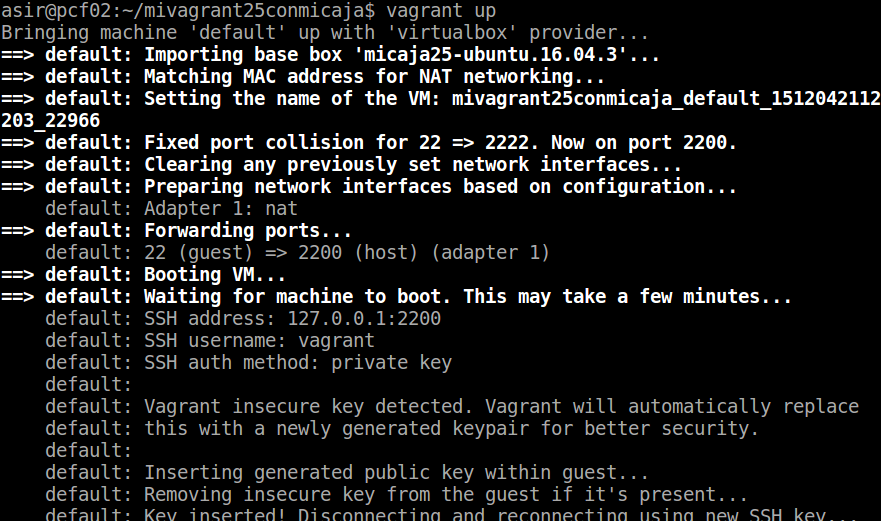 asir@pcf02:~/mivagrant25conmicaja$ vagrant up
Bringing machine 'default' up with 'virtualbox' provider...
==> default: Importing base box 'micaja25-ubuntu.16.04.3'...
==> default: Matching MAC address for NAT networking...
==> default: Setting the name of the VM: mivagrant25conmicaja_default_1512042112
203_22966
==> default: Fixed port collision for 22 => 2222. Now on port 2200.
==> default: Clearing any previously set network interfaces...
==> default: Preparing network interfaces based on configuration...
    default: Adapter 1: nat
==> default: Forwarding ports...
    default: 22 (guest) => 2200 (host) (adapter 1)
==> default: Booting VM...
==> default: Waiting for machine to boot. This may take a few minutes...
    default: SSH address: 127.0.0.1:2200
    default: SSH username: vagrant
    default: SSH auth method: private key
    default:
    default: Vagrant insecure key detected. Vagrant will automatically replace
    default: this with a newly generated keypair for better security.
    default:
    default: Inserting generated public key within guest...
    default: Removing insecure key from the guest if it's present...
    default: Key inserted! Disconnecting and reconnecting using new SSH key...